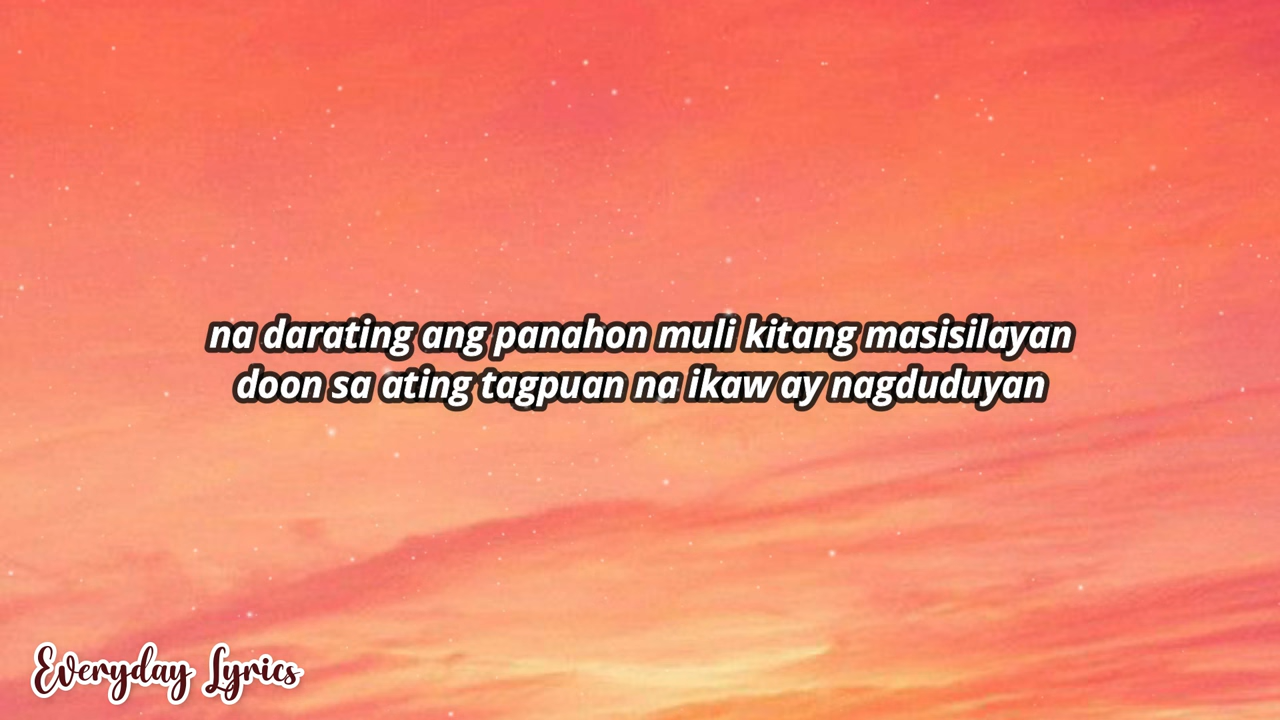 na darating ang panahon muli kitang masisilayan
doon sa ating tagpuan na ikaw ay nagduduyan
Everyday Lyrics